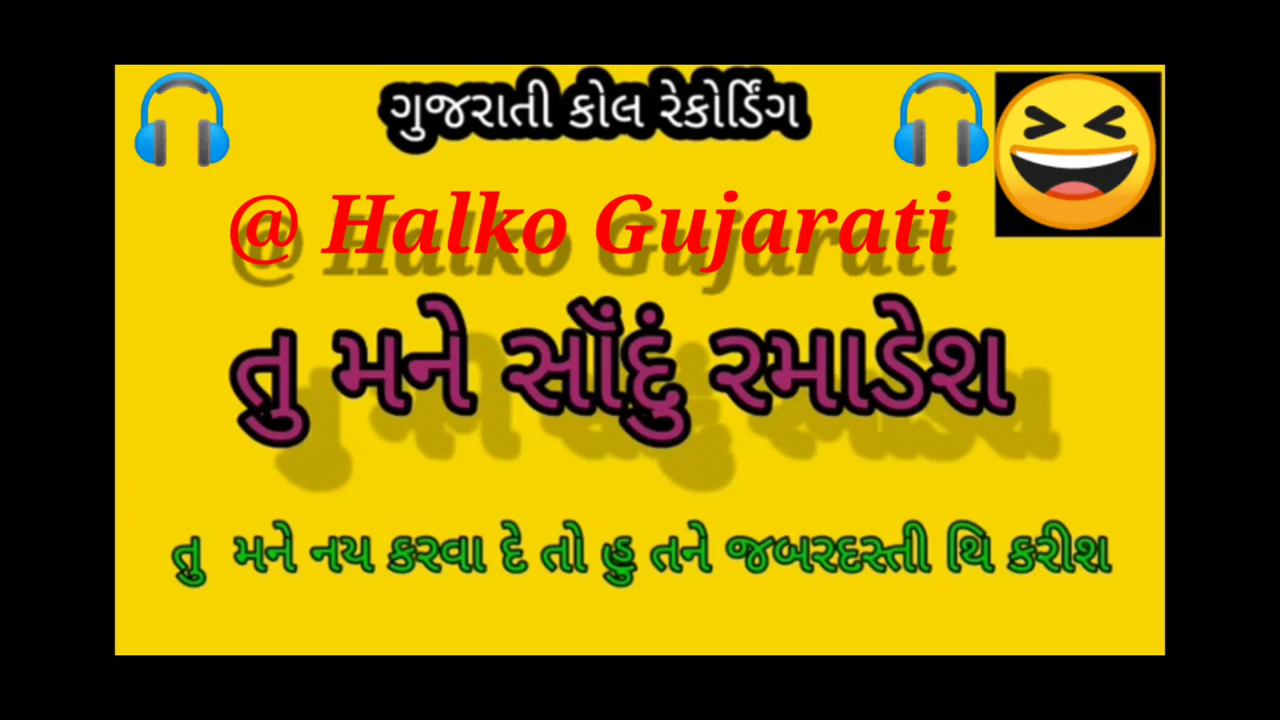 ગુજરાતી કોલ રેકોર્ડિંગ
@ Halko Gujarati
તુ મને સૉંદું રમાડેશ
તુ મને નય કરવા દે તો હુ તને જબરદસ્તી થિ કરીશ